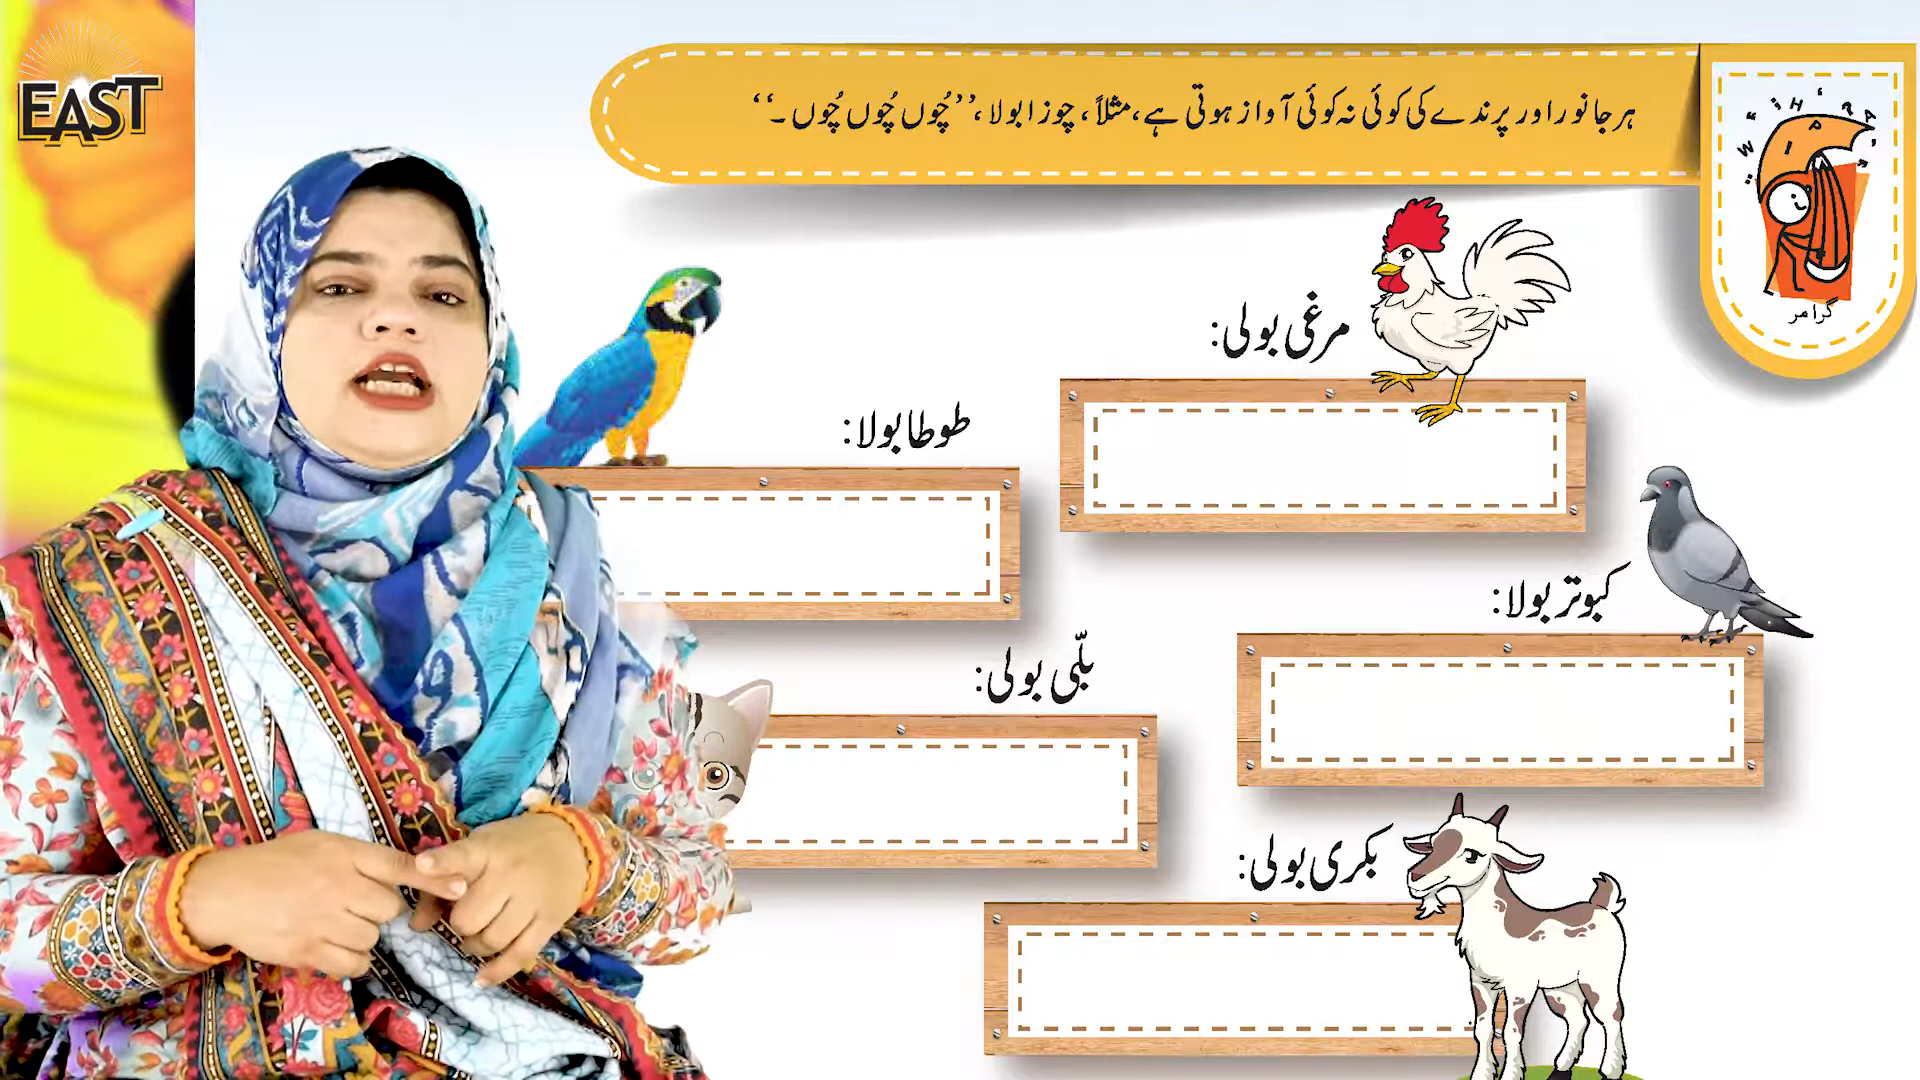 EAST
ہر جانور اور پرندے کی کوئی نہ کوئی آواز ہوتی ہے، مثلاً، چوزا بولا، ’’چُوں چُوں چُوں چُوں۔‘‘
گرامر
مرغی بولی:
طوطا بولا:
کبوتر بولا:
بلّی بولی:
بکری بولی: